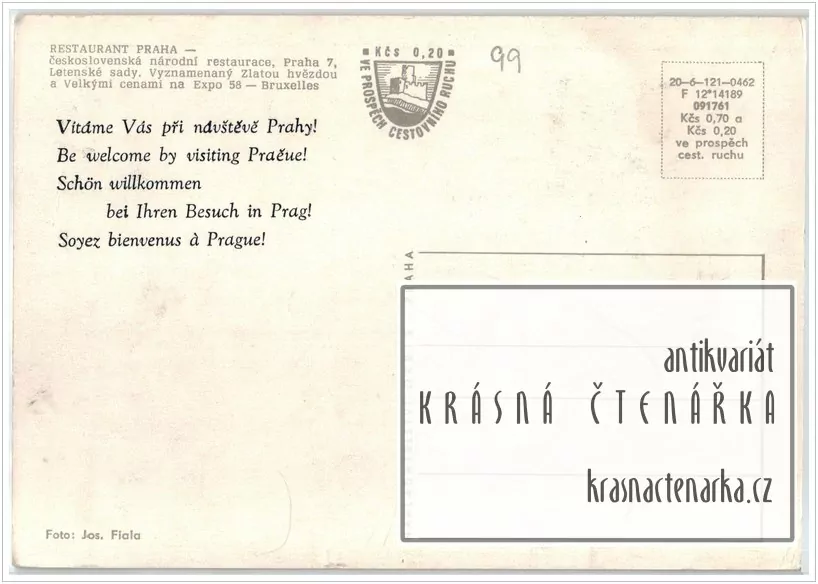 RESTAURANT PRAHA —
československá národní restaurace, Praha 7,
Letenské sady. Vyznamenaný Zlatou hvězdou
a Velkými cenami na Expo 58 — Bruxelles
Vítáme Vás při návštěvě Prahy!
Be welcome by visiting Praěue!
Schön willkommen
bei Ihren Besuch in Prag!
Soyez bienvenus à Prague!
Kčs 0,20
VE PROSPĚCH CESTOVNÍHO RUCHU
99
20—6—121—0462
F 12*14189
091761
Kčs 0,70 a
Kčs 0,20
ve prospěch
cest. ruchu
antikvariát
KRÁSNÁ ČTENÁŘKA
krasnactenarka.cz
Foto: Jos. Fiala